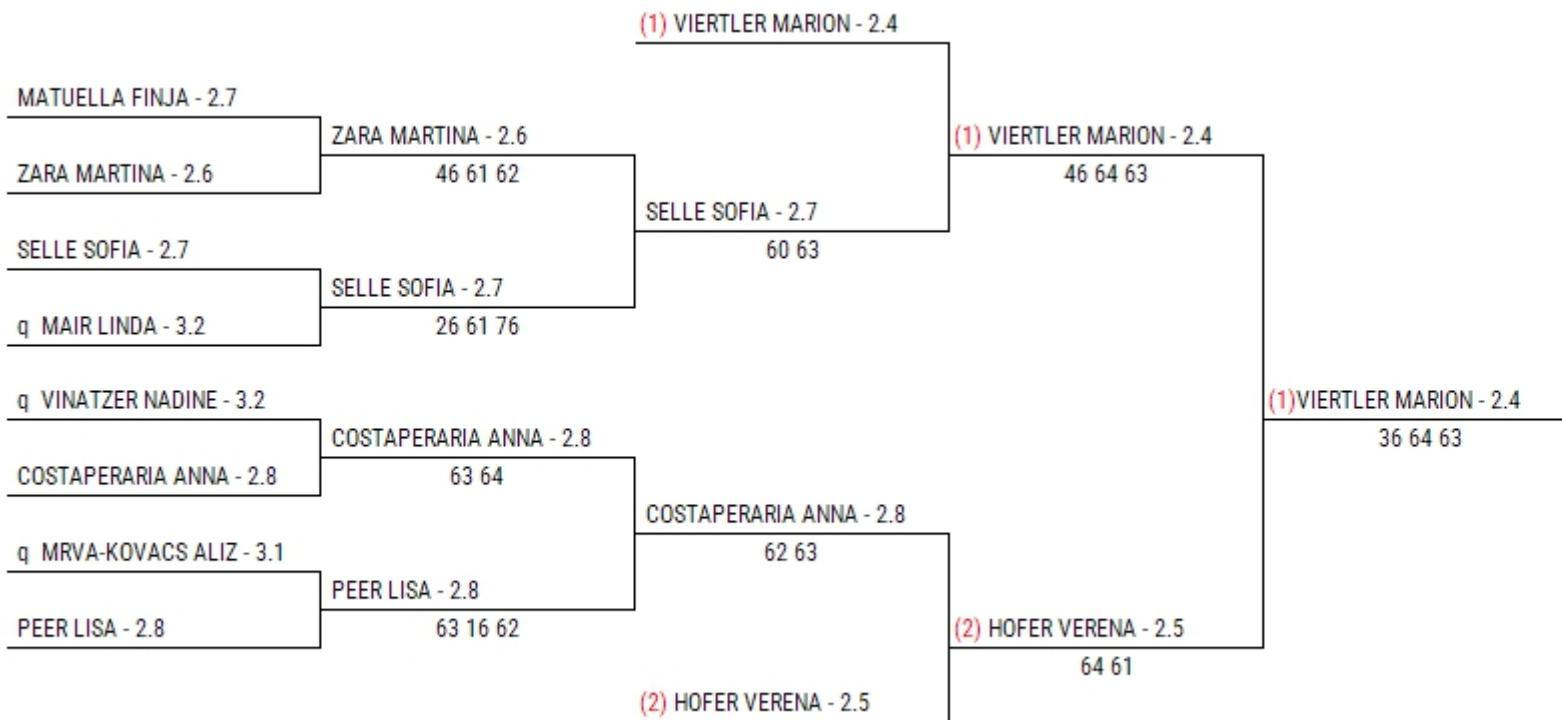 (1) VIERTLER MARION - 2.4
MATUELLA FINJA - 2.7
ZARA MARTINA - 2.6
(1) VIERTLER MARION - 2.4
46 61 62
46 64 63
ZARA MARTINA - 2.6
SELLE SOFIA - 2.7
60 63
SELLE SOFIA - 2.7
SELLE SOFIA - 2.7
26 61 76
q MAIR LINDA - 3.2
q VINATZER NADINE - 3.2
(1)VIERTLER MARION - 2.4
36 64 63
COSTAPERARIA ANNA - 2.8
63 64
COSTAPERARIA ANNA - 2.8
COSTAPERARIA ANNA - 2.8
62 63
q MRVA-KOVACS ALIZ - 3.1
PEER LISA - 2.8
63 16 62
PEER LISA - 2.8
(2) HOFER VERENA - 2.5
64 61
(2) HOFER VERENA - 2.5